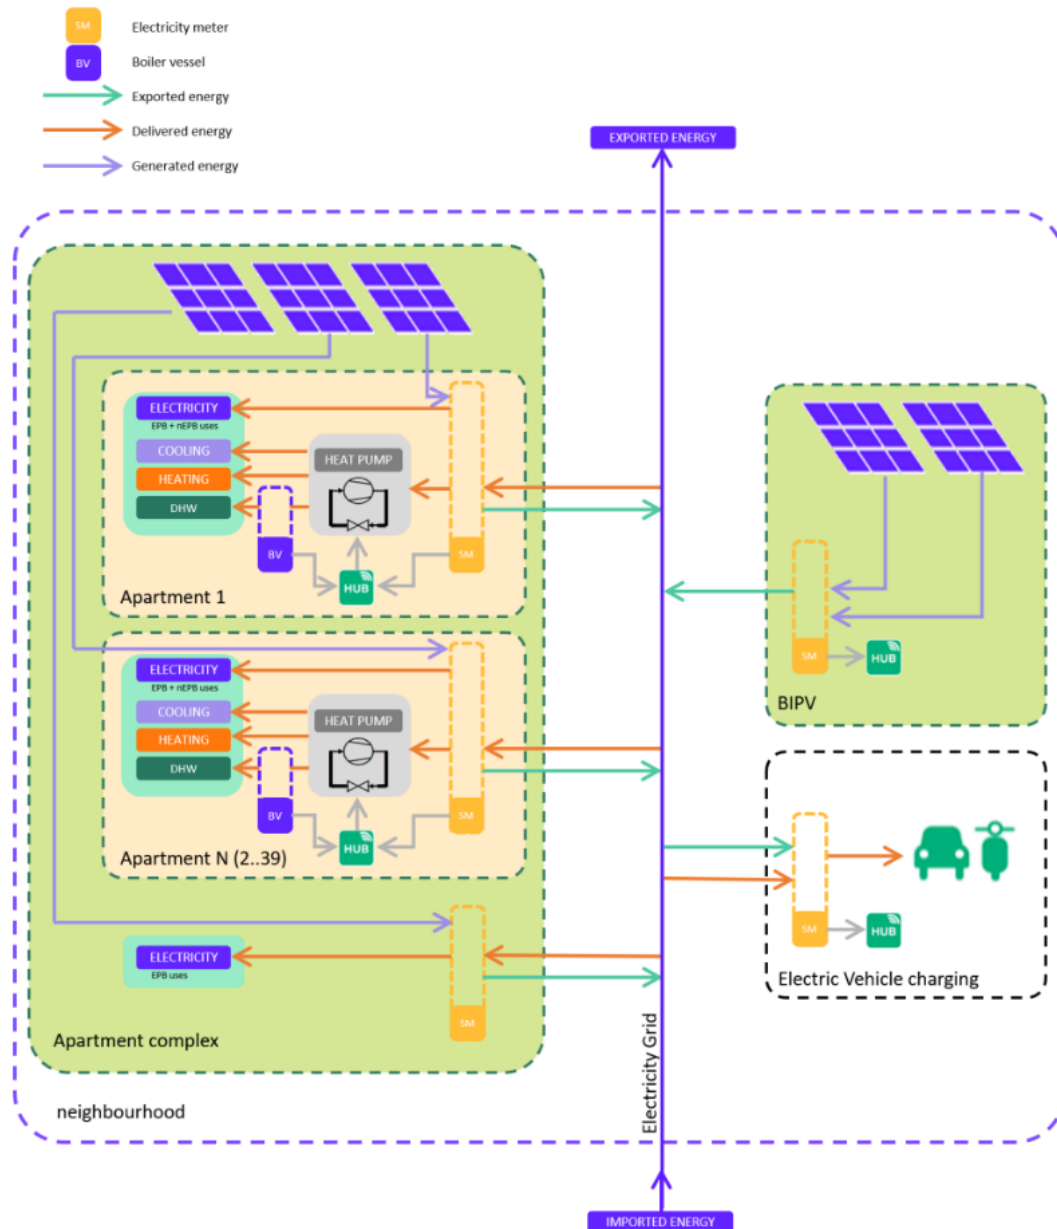 SM
Electricity meter
BV
Boiler vessel
Exported energy
Delivered energy
Generated energy
EXPORTED ENERGY
ELECTRICITY
EPB + nEPB uses
COOLING
HEATING
DHW
HEAT PUMP
BV
HUB
SM
Apartment 1
ELECTRICITY
EPB + nEPB uses
COOLING
HEATING
DHW
HEAT PUMP
BV
HUB
SM
Apartment N (2..39)
ELECTRICITY
EPB uses
SM
Apartment complex
neighbourhood
Electricity Grid
SM
HUB
BIPV
SM
HUB
Electric Vehicle charging
IMPORTED ENERGY